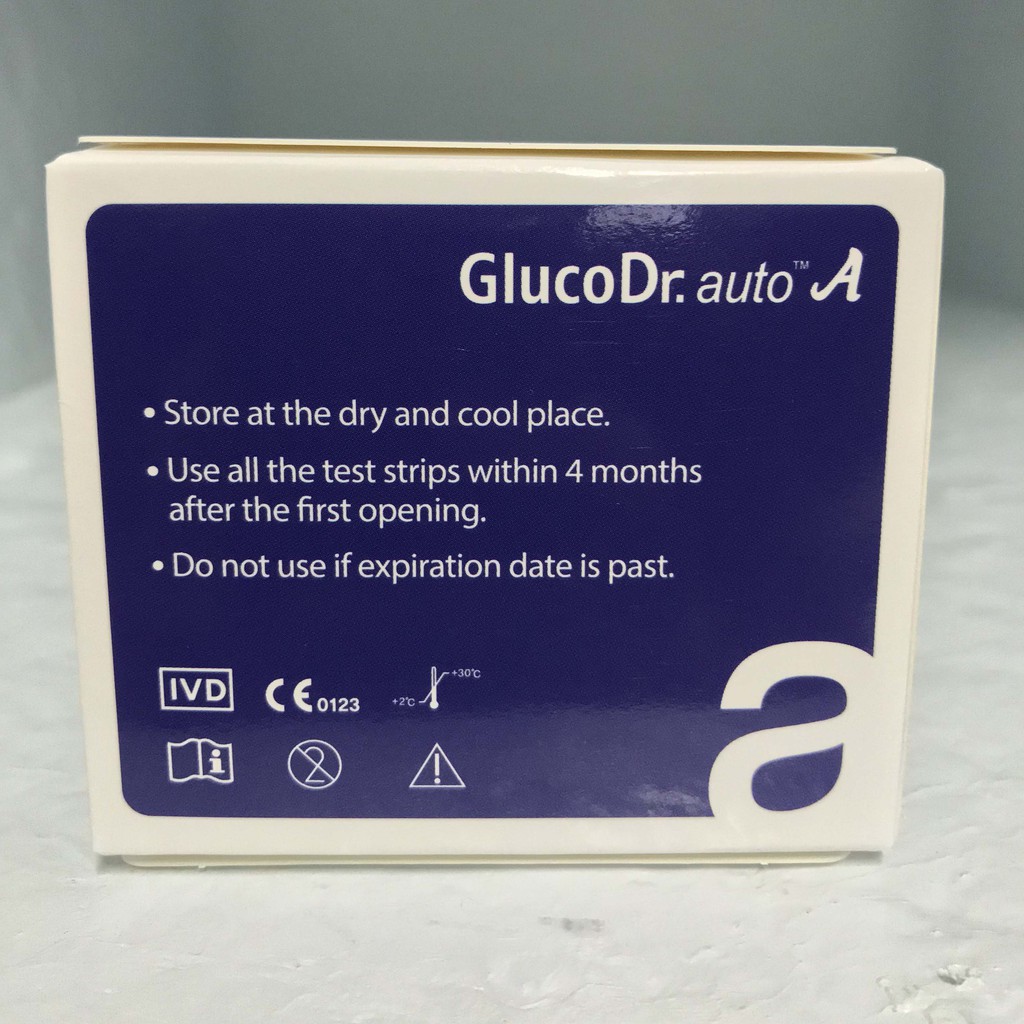 GlucoDr. auto™ A
• Store at the dry and cool place.
• Use all the test strips within 4 months
after the first opening.
• Do not use if expiration date is past.
IVD CE 0123 +2℃ +30℃
i 2 !
a